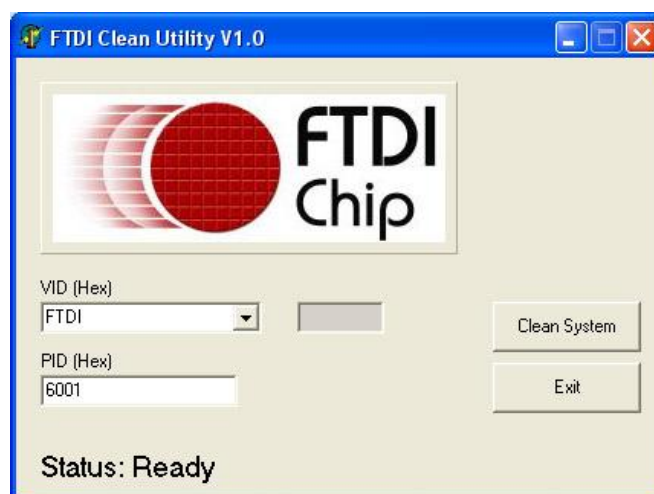 FTDI Clean Utility V1.0
FTDI
Chip
VID (Hex)
FTDI
Clean System
PID (Hex)
6001
Exit
Status: Ready